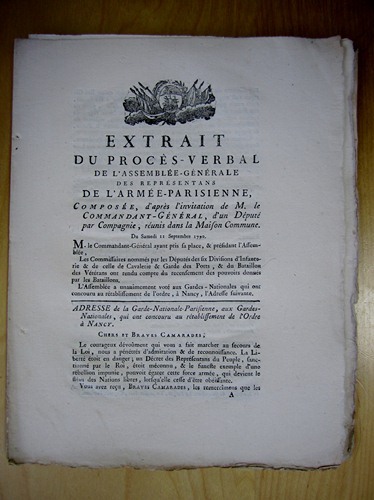 EXTRAIT
DU PROCÈS-VERBAL
DE L'ASSEMBLÉE-GÉNÉRALE
DES REPRÉSENTANS
DE L'ARMÉE-PARISIENNE,
COMPOSÉE, d'après l'invitation de M. le
COMMANDANT-GÉNÉRAL, d'un Député
par Compagnie, réunis dans la Maison Commune.
Du Samedi 11 Septembre 1790.
M. le Commandant-Général ayant pris sa place, & présidant l'Assem-
blée,
Les Commissaires nommés par les Députés des six Divisions d'Infante-
rie & de celle de Cavalerie & Garde des Ports, & du Bataillon
des Vétérans ont rendu compte du recensement des pouvoirs donnés
par les Bataillons.
L'Assemblée a unanimement voté aux Gardes-Nationales qui ont
concouru au rétablissement de l'ordre, à Nancy, l'Adresse suivante.
ADRESSE de la Garde-Nationale-Parisienne, aux Gardes-
Nationales, qui ont concouru au rétablissement de l'Ordre
à NANCY.
CHERS ET BRAVES CAMARADES,
Le courageux dévoûment qui vous a fait marcher au secours de
la Loi, nous a pénétrés d'admiration & de reconnoissance. La Li-
berté étoit en danger; un Décret des Représentans du Peuple, sanc-
tionné par le Roi, étoit méconnu, & le funeste exemple d'une
rébellion impunie, pouvoit égarer cette force armée, qui devient le
fléau des Nations libres, lorsqu'elle cesse d'être obéissante.
Vous avez reçu, BRAVES CAMARADES, les remercîmens que les
A